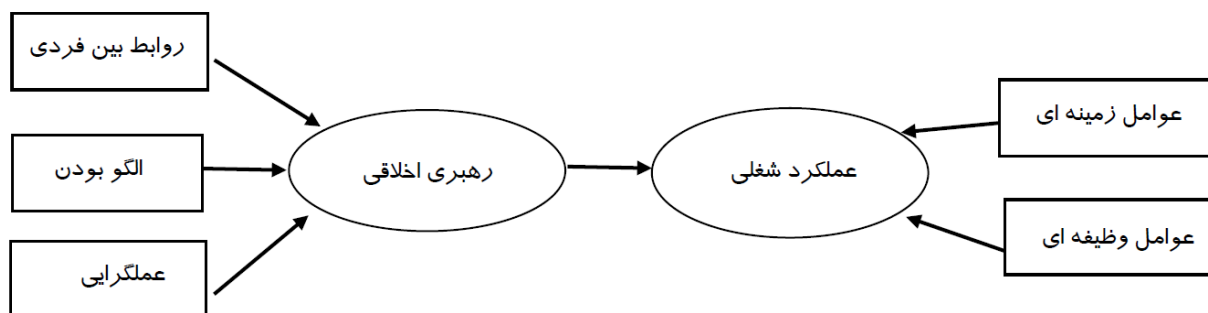 روابط بین فردی
الگو بودن
عملگرایی
رهبری اخلاقی
عملکرد شغلی
عوامل زمینه ای
عوامل وظیفه ای